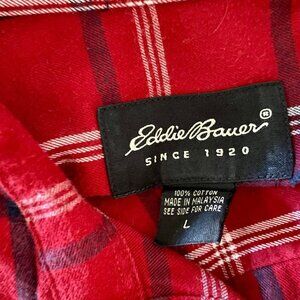 Eddie Bauer®
SINCE 1920
100% COTTON
MADE IN MALAYSIA
SEE SIDE FOR CARE
L